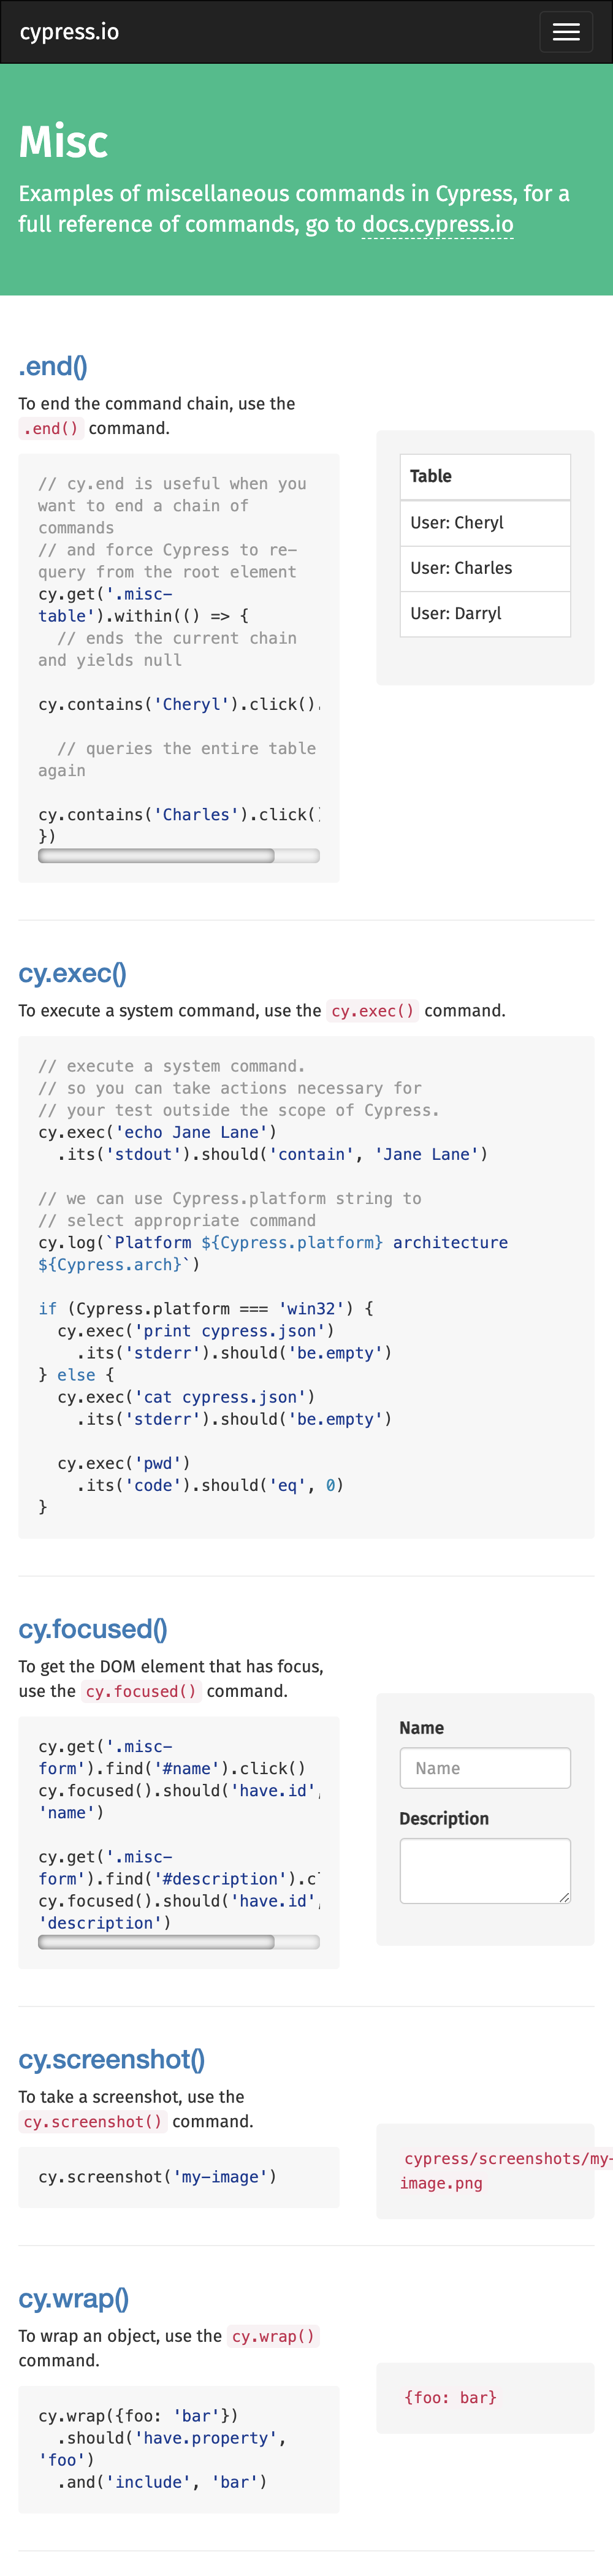 cypress.io
Misc
Examples of miscellaneous commands in Cypress, for a
full reference of commands, go to docs.cypress.io
.end()
To end the command chain, use the
.end() command.
// cy.end is useful when you
want to end a chain of
commands
// and force Cypress to re-
query from the root element
cy.get('.misc-
table').within(() => {
  // ends the current chain
and yields null
cy.contains('Cheryl').click().
  // queries the entire table
again
cy.contains('Charles').click()
})
Table
User: Cheryl
User: Charles
User: Darryl
cy.exec()
To execute a system command, use the cy.exec() command.
// execute a system command.
// so you can take actions necessary for
// your test outside the scope of Cypress.
cy.exec('echo Jane Lane')
  .its('stdout').should('contain', 'Jane Lane')
// we can use Cypress.platform string to
// select appropriate command
cy.log(`Platform ${Cypress.platform} architecture
${Cypress.arch}`)
if (Cypress.platform === 'win32') {
  cy.exec('print cypress.json')
    .its('stderr').should('be.empty')
} else {
  cy.exec('cat cypress.json')
    .its('stderr').should('be.empty')
  cy.exec('pwd')
    .its('code').should('eq', 0)
}
cy.focused()
To get the DOM element that has focus,
use the cy.focused() command.
cy.get('.misc-
form').find('#name').click()
cy.focused().should('have.id',
'name')
cy.get('.misc-
form').find('#description').cl
cy.focused().should('have.id',
'description')
Name
Name
Description
cy.screenshot()
To take a screenshot, use the
cy.screenshot() command.
cy.screenshot('my-image')
cypress/screenshots/my-
image.png
cy.wrap()
To wrap an object, use the cy.wrap()
command.
cy.wrap({foo: 'bar'})
  .should('have.property',
'foo')
  .and('include', 'bar')
{foo: bar}